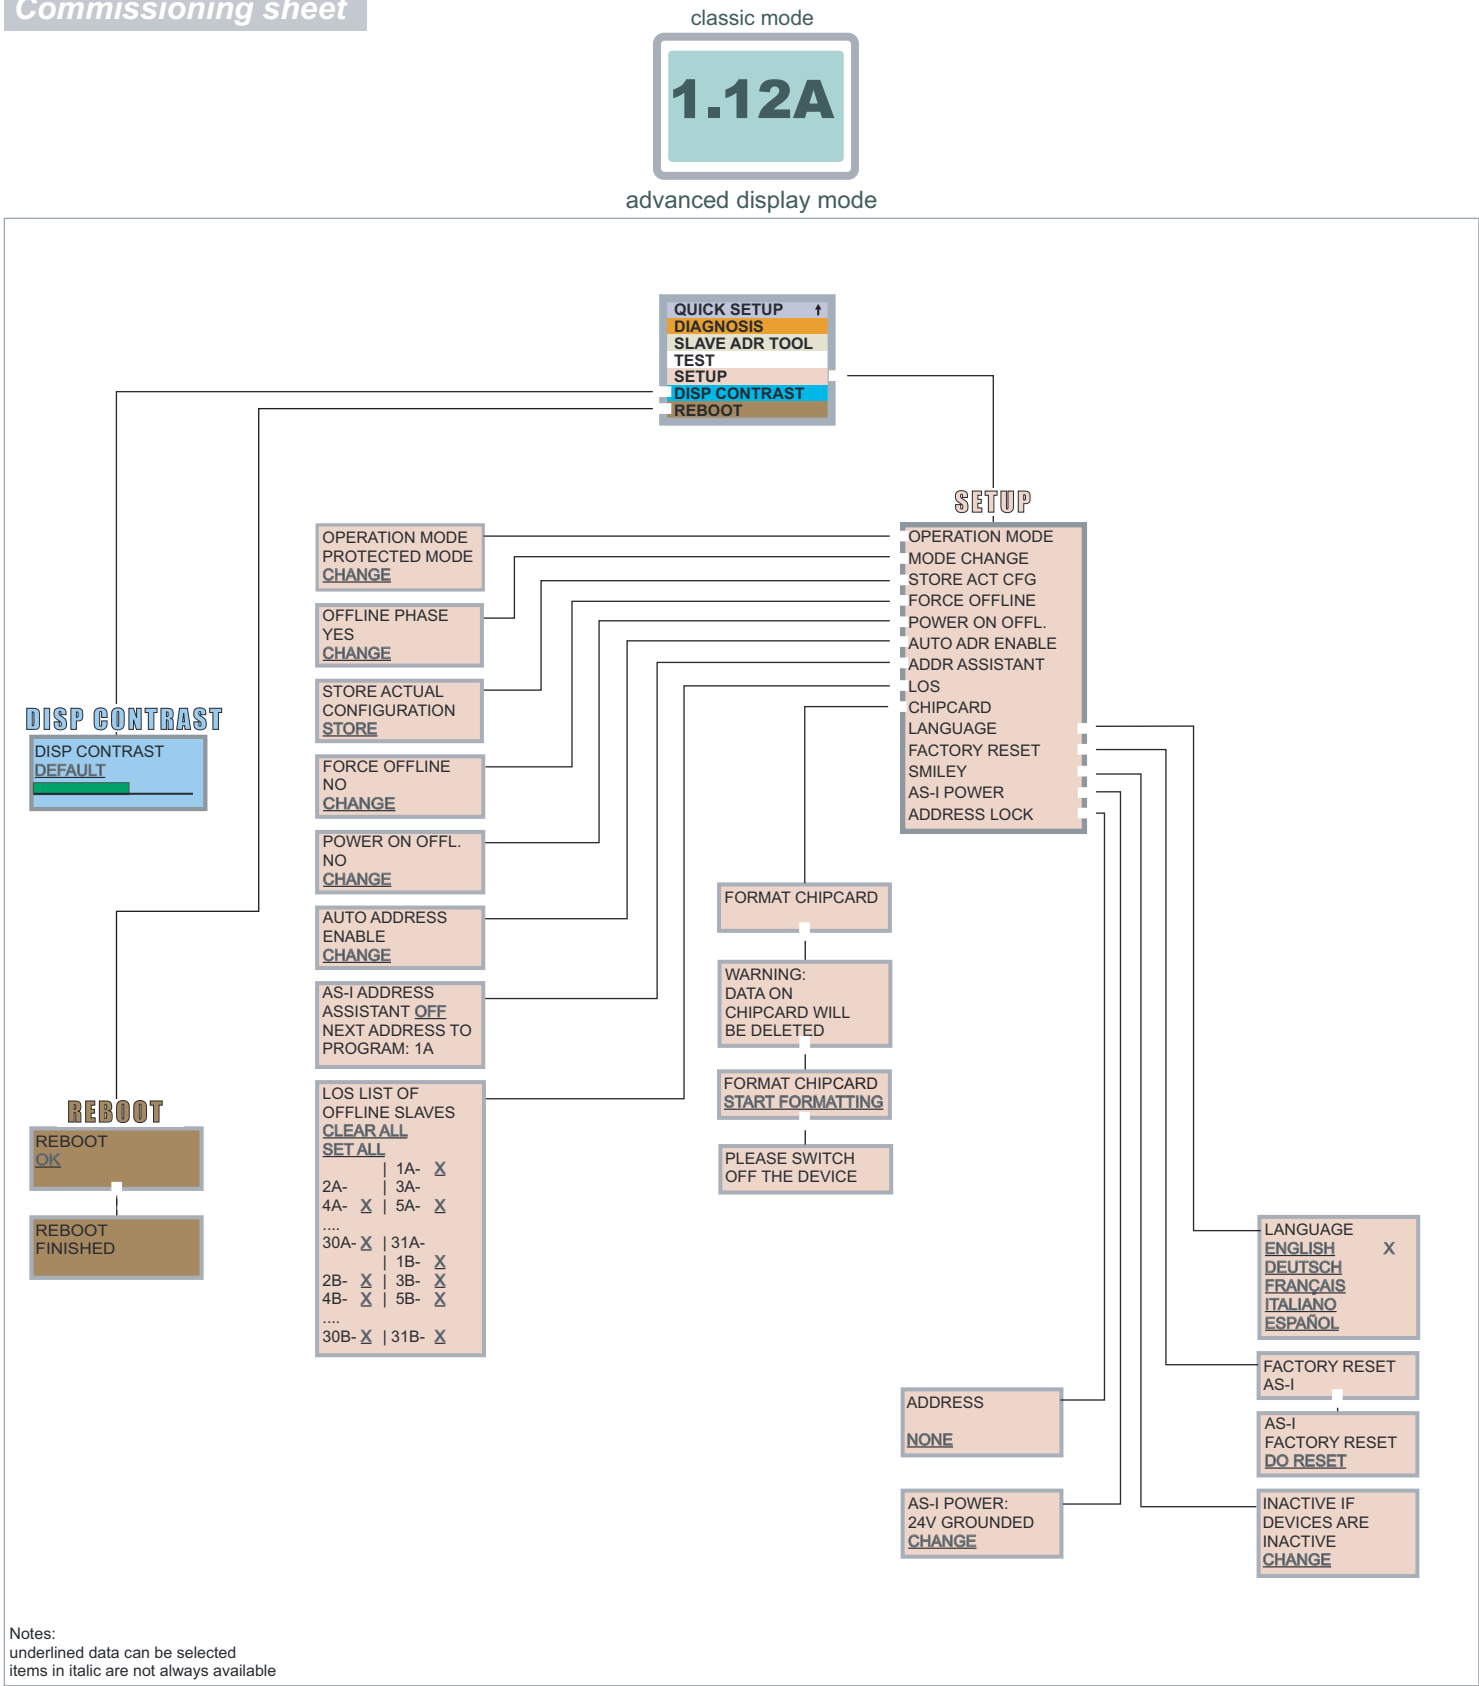 Commissioning sheet
classic mode
1.12A
advanced display mode
QUICK SETUP ↑
DIAGNOSIS
SLAVE ADR TOOL
TEST
SETUP
DISP CONTRAST
REBOOT
SETUP
OPERATION MODE
MODE CHANGE
STORE ACT CFG
FORCE OFFLINE
POWER ON OFFL.
AUTO ADR ENABLE
ADDR ASSISTANT
LOS
CHIPCARD
LANGUAGE
FACTORY RESET
SMILEY
AS-I POWER
ADDRESS LOCK
OPERATION MODE
PROTECTED MODE
CHANGE
OFFLINE PHASE
YES
CHANGE
STORE ACTUAL
CONFIGURATION
STORE
FORCE OFFLINE
NO
CHANGE
POWER ON OFFL.
NO
CHANGE
AUTO ADDRESS
ENABLE
CHANGE
AS-I ADDRESS
ASSISTANT OFF
NEXT ADDRESS TO
PROGRAM: 1A
LOS LIST OF
OFFLINE SLAVES
CLEAR ALL
SET ALL
| 1A- X
2A- | 3A-
4A- X | 5A- X
....
30A- X | 31A-
| 1B- X
2B- X | 3B- X
4B- X | 5B- X
....
30B- X | 31B- X
DISP CONTRAST
DISP CONTRAST
DEFAULT
REBOOT
REBOOT
OK
REBOOT
FINISHED
FORMAT CHIPCARD
WARNING:
DATA ON
CHIPCARD WILL
BE DELETED
FORMAT CHIPCARD
START FORMATTING
PLEASE SWITCH
OFF THE DEVICE
LANGUAGE
ENGLISH X
DEUTSCH
FRANÇAIS
ITALIANO
ESPAÑOL
FACTORY RESET
AS-I
AS-I
FACTORY RESET
DO RESET
INACTIVE IF
DEVICES ARE
INACTIVE
CHANGE
ADDRESS
NONE
AS-I POWER:
24V GROUNDED
CHANGE
Notes:
underlined data can be selected
items in italic are not always available